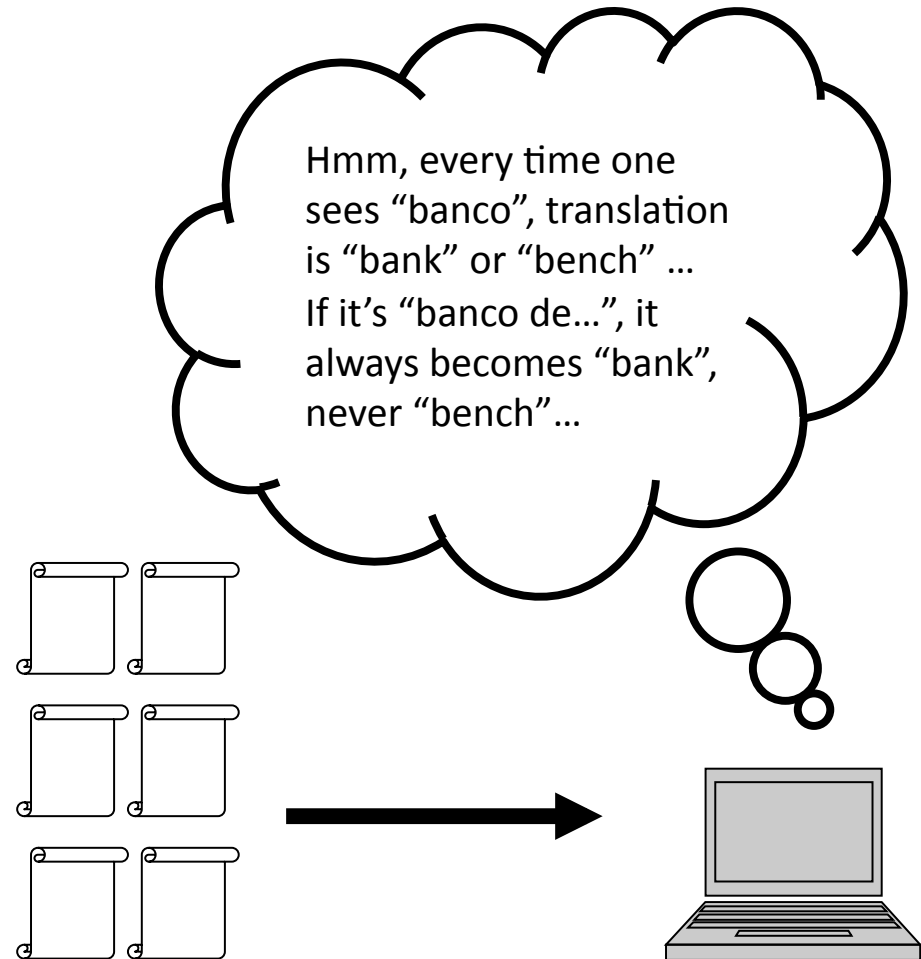 Hmm, every time one
sees “banco”, translation
is “bank” or “bench” …
If it’s “banco de…”, it
always becomes “bank”,
never “bench”…